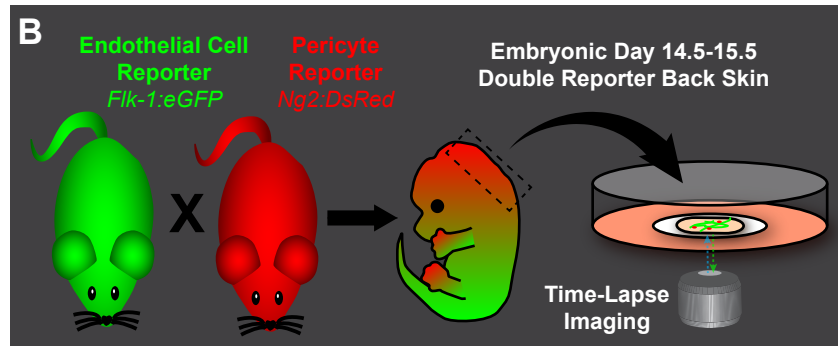 B
Endothelial Cell
Reporter
Flk-1:eGFP
Pericyte
Reporter
Ng2:DsRed
Embryonic Day 14.5-15.5
Double Reporter Back Skin
X
Time-Lapse
Imaging